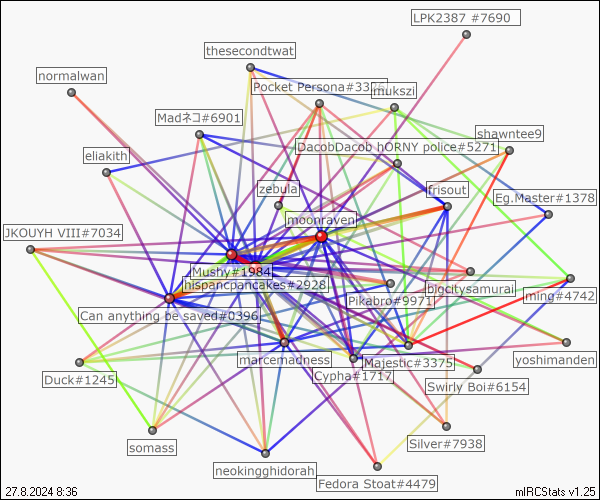 LPK2387 #7690
thesecondtwat
normalwan
Pocket Persona#3376
mukszi
Madネコ#6901
shawntee9
DacobDacob hORNY police#5271
eliakith
zebula
frisout
Eg.Master#1378
moonraven
JKOUYH VIII#7034
Mushy#1984
hispancpancakes#2928
bigcitysamurai
Pikabro#9971
ming#4742
Can anything be saved#0396
marcemadness
Majestic#3375
yoshimanden
Cypha#1717
Duck#1245
Swirly Boi#6154
somass
Silver#7938
neokingghidorah
Fedora Stoat#4479
27.8.2024 8:36
mIRCStats v1.25